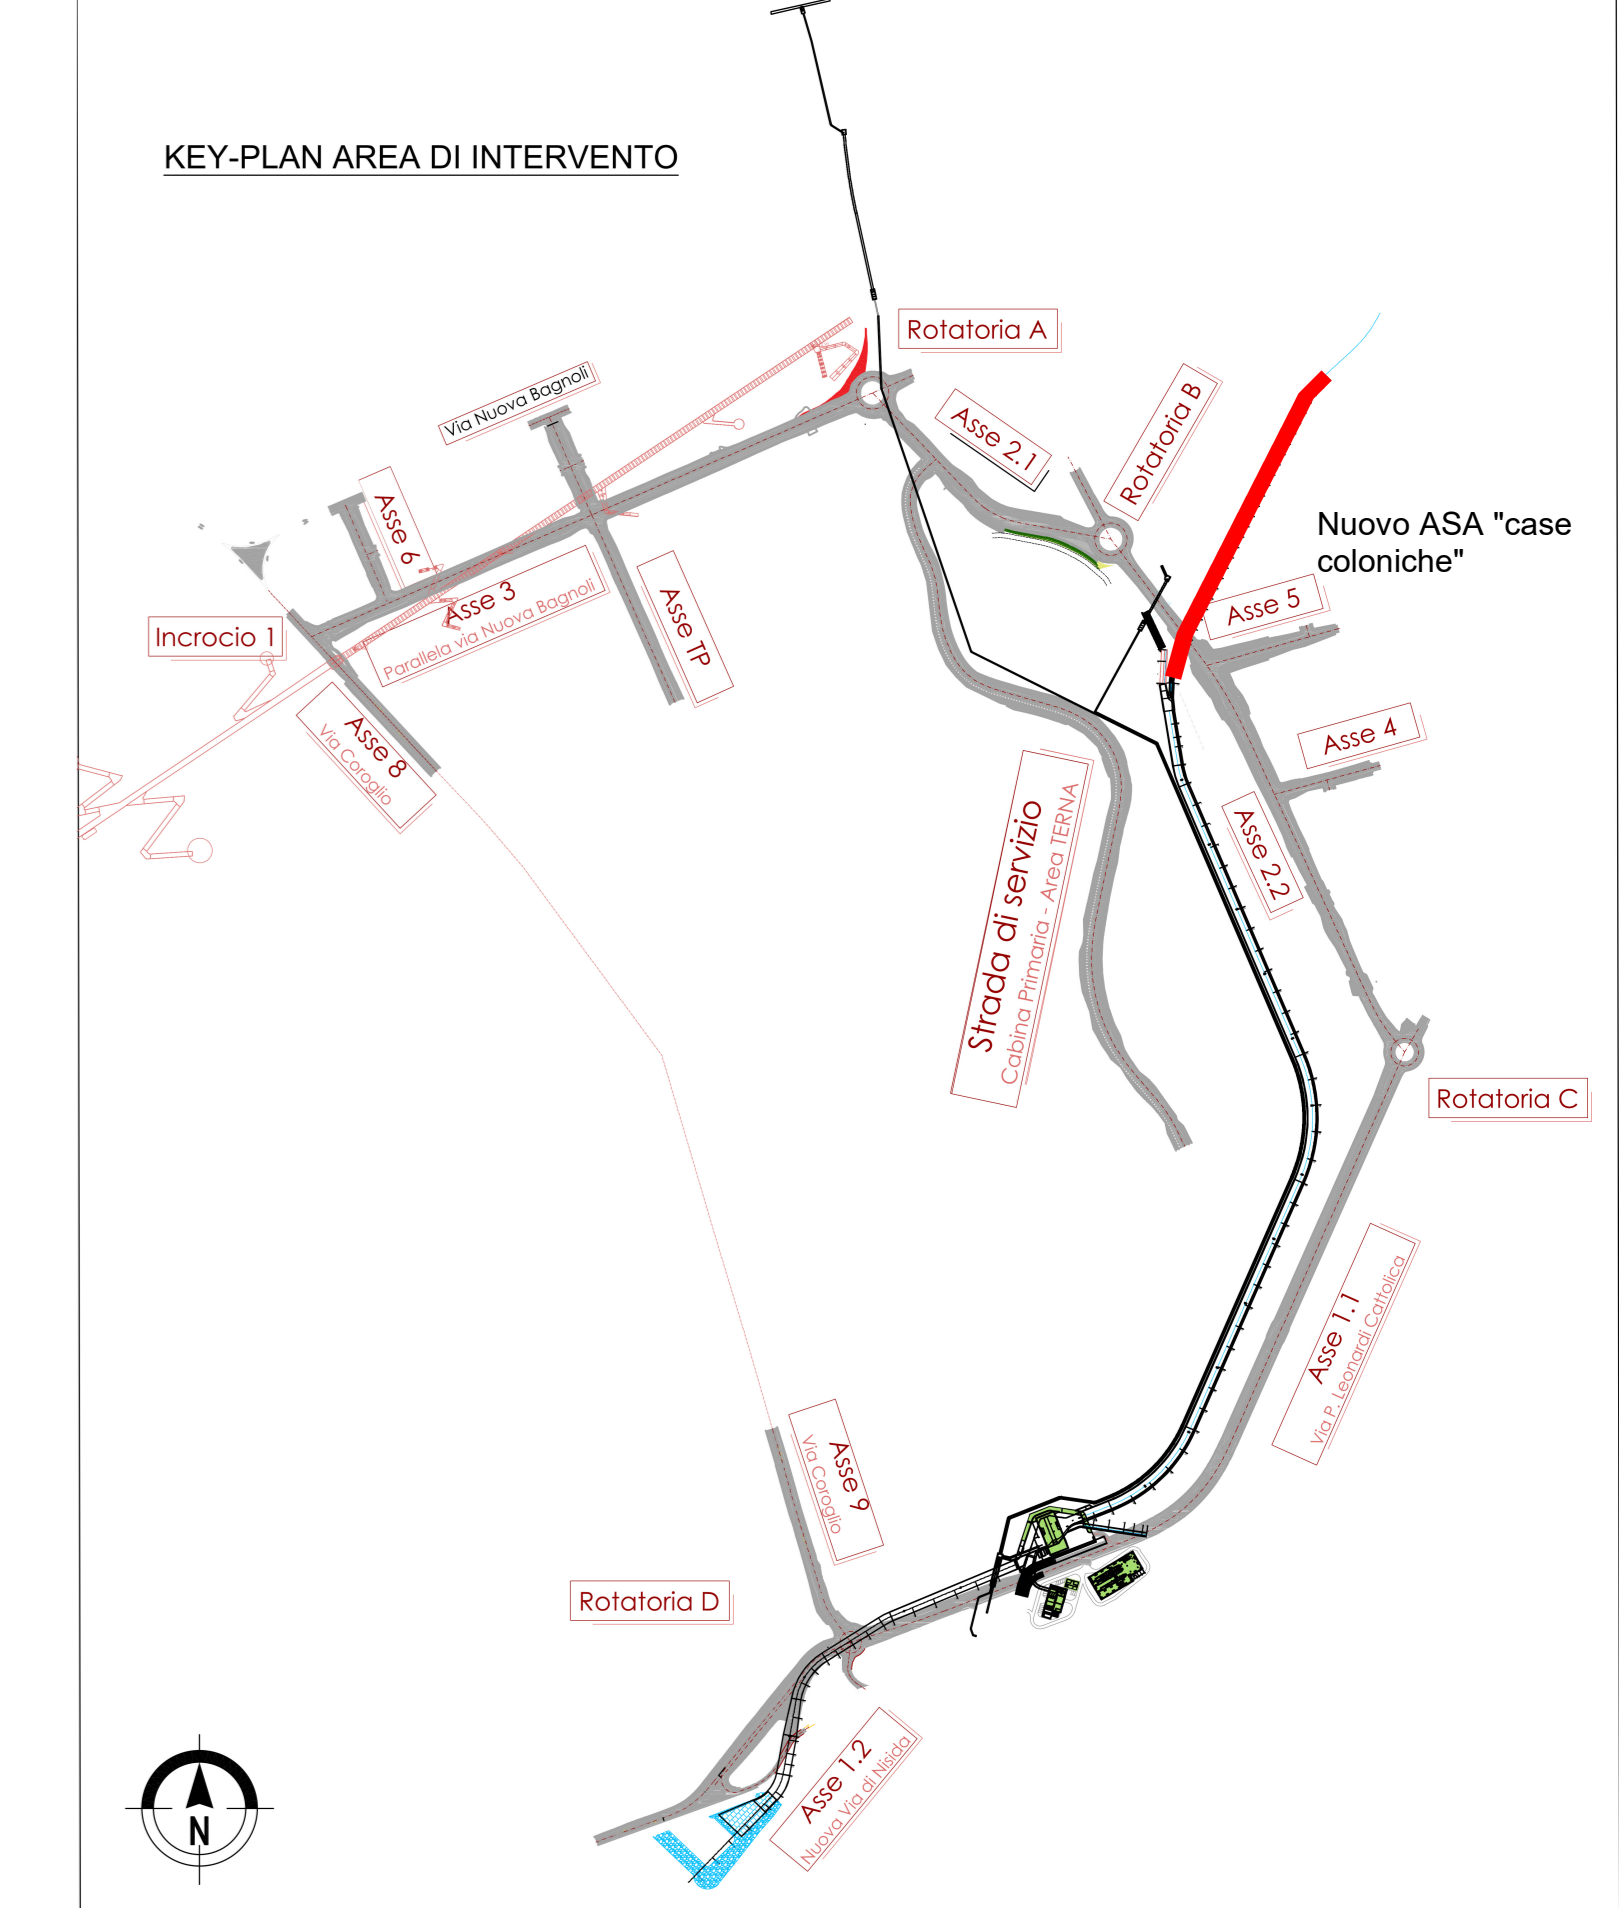 KEY-PLAN AREA DI INTERVENTO
Rotatoria A
Via Nuova Bagnoli
Asse 2.1
Rotatoria B
Asse 6
Nuovo ASA "case
coloniche"
Asse 3
Parallela via Nuova Bagnoli
Asse TP
Asse 5
Incrocio 1
Asse 8
Via Coroglio
Asse 4
Strada di servizio
Cabina Primaria - Area TERNA
Asse 2.2
Rotatoria C
Asse 1.1
Via P. Leonardi Cattolica
Asse 9
Via Coroglio
Rotatoria D
Asse 1.2
Nuova Via di Nisida
N